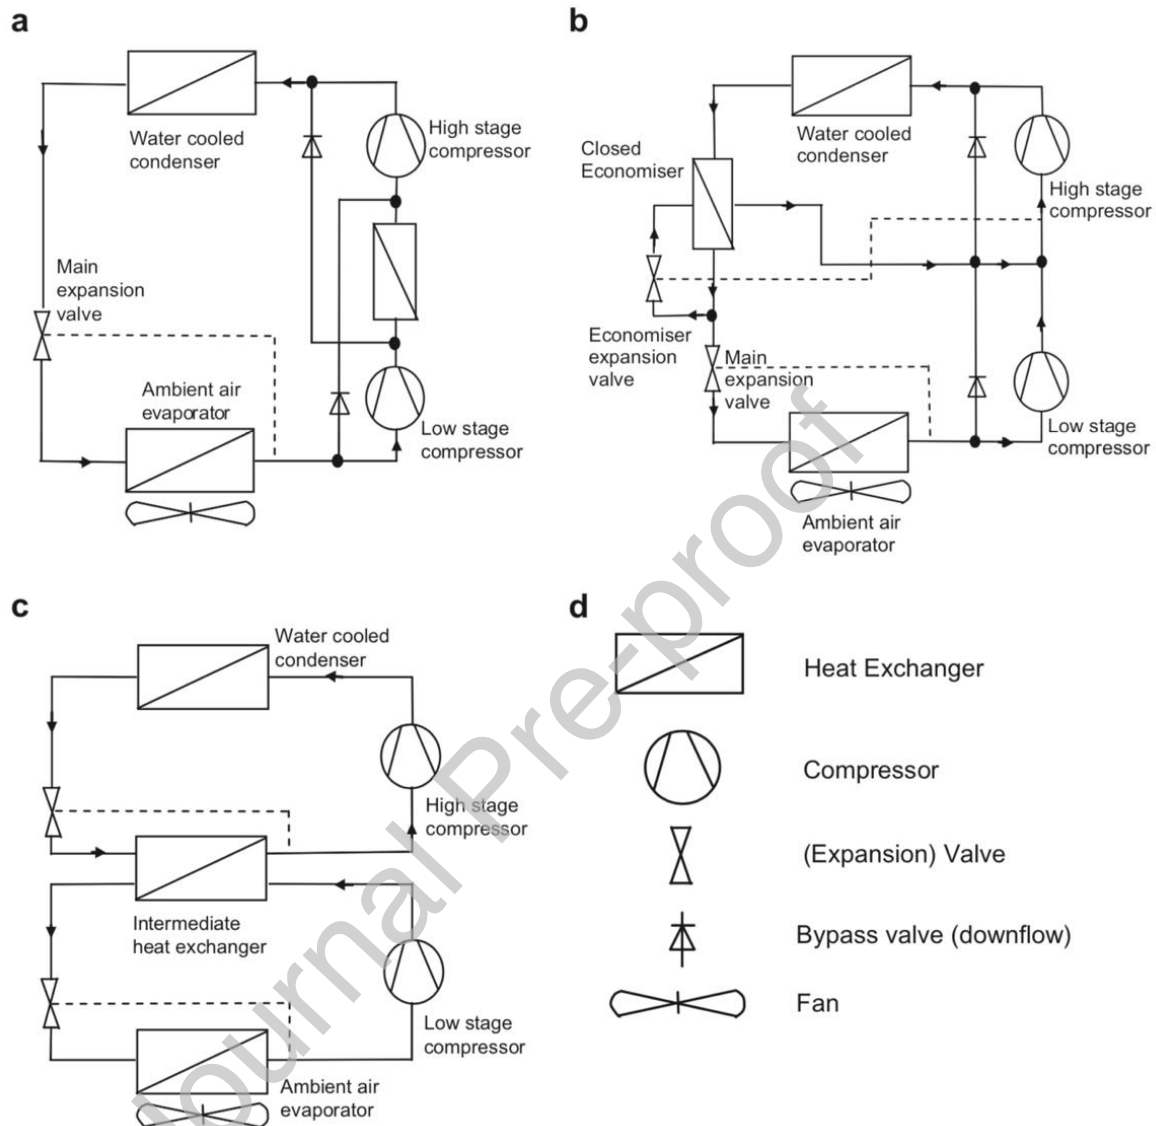 a
Water cooled
condenser
High stage
compressor
Main
expansion
valve
Ambient air
evaporator
Low stage
compressor
b
Water cooled
condenser
Closed
Economiser
High stage
compressor
Economiser
expansion
valve
Main
expansion
valve
Low stage
compressor
Ambient air
evaporator
c
Water cooled
condenser
High stage
compressor
Intermediate
heat exchanger
Low stage
compressor
Ambient air
evaporator
d
Heat Exchanger
Compressor
(Expansion) Valve
Bypass valve (downflow)
Fan
Journal Pre-proof